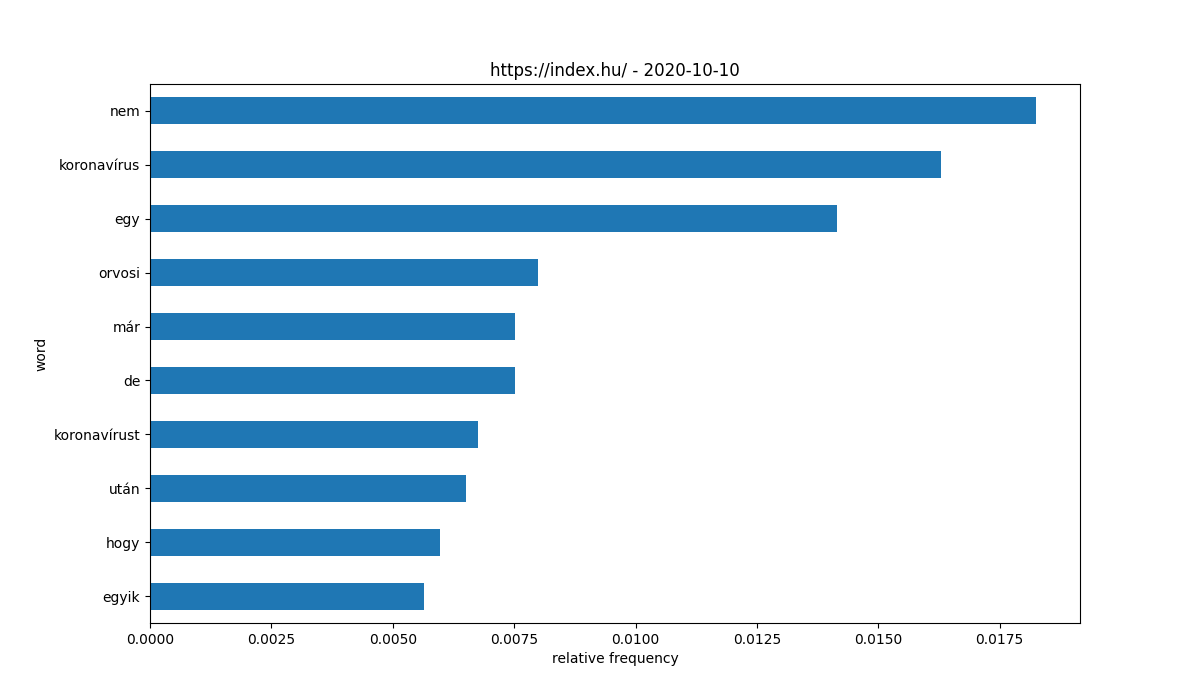 https://index.hu/ - 2020-10-10
nem
koronavírus
egy
orvosi
már
de
koronavírust
után
hogy
egyik
word
0.0000 0.0025 0.0050 0.0075 0.0100 0.0125 0.0150 0.0175
relative frequency